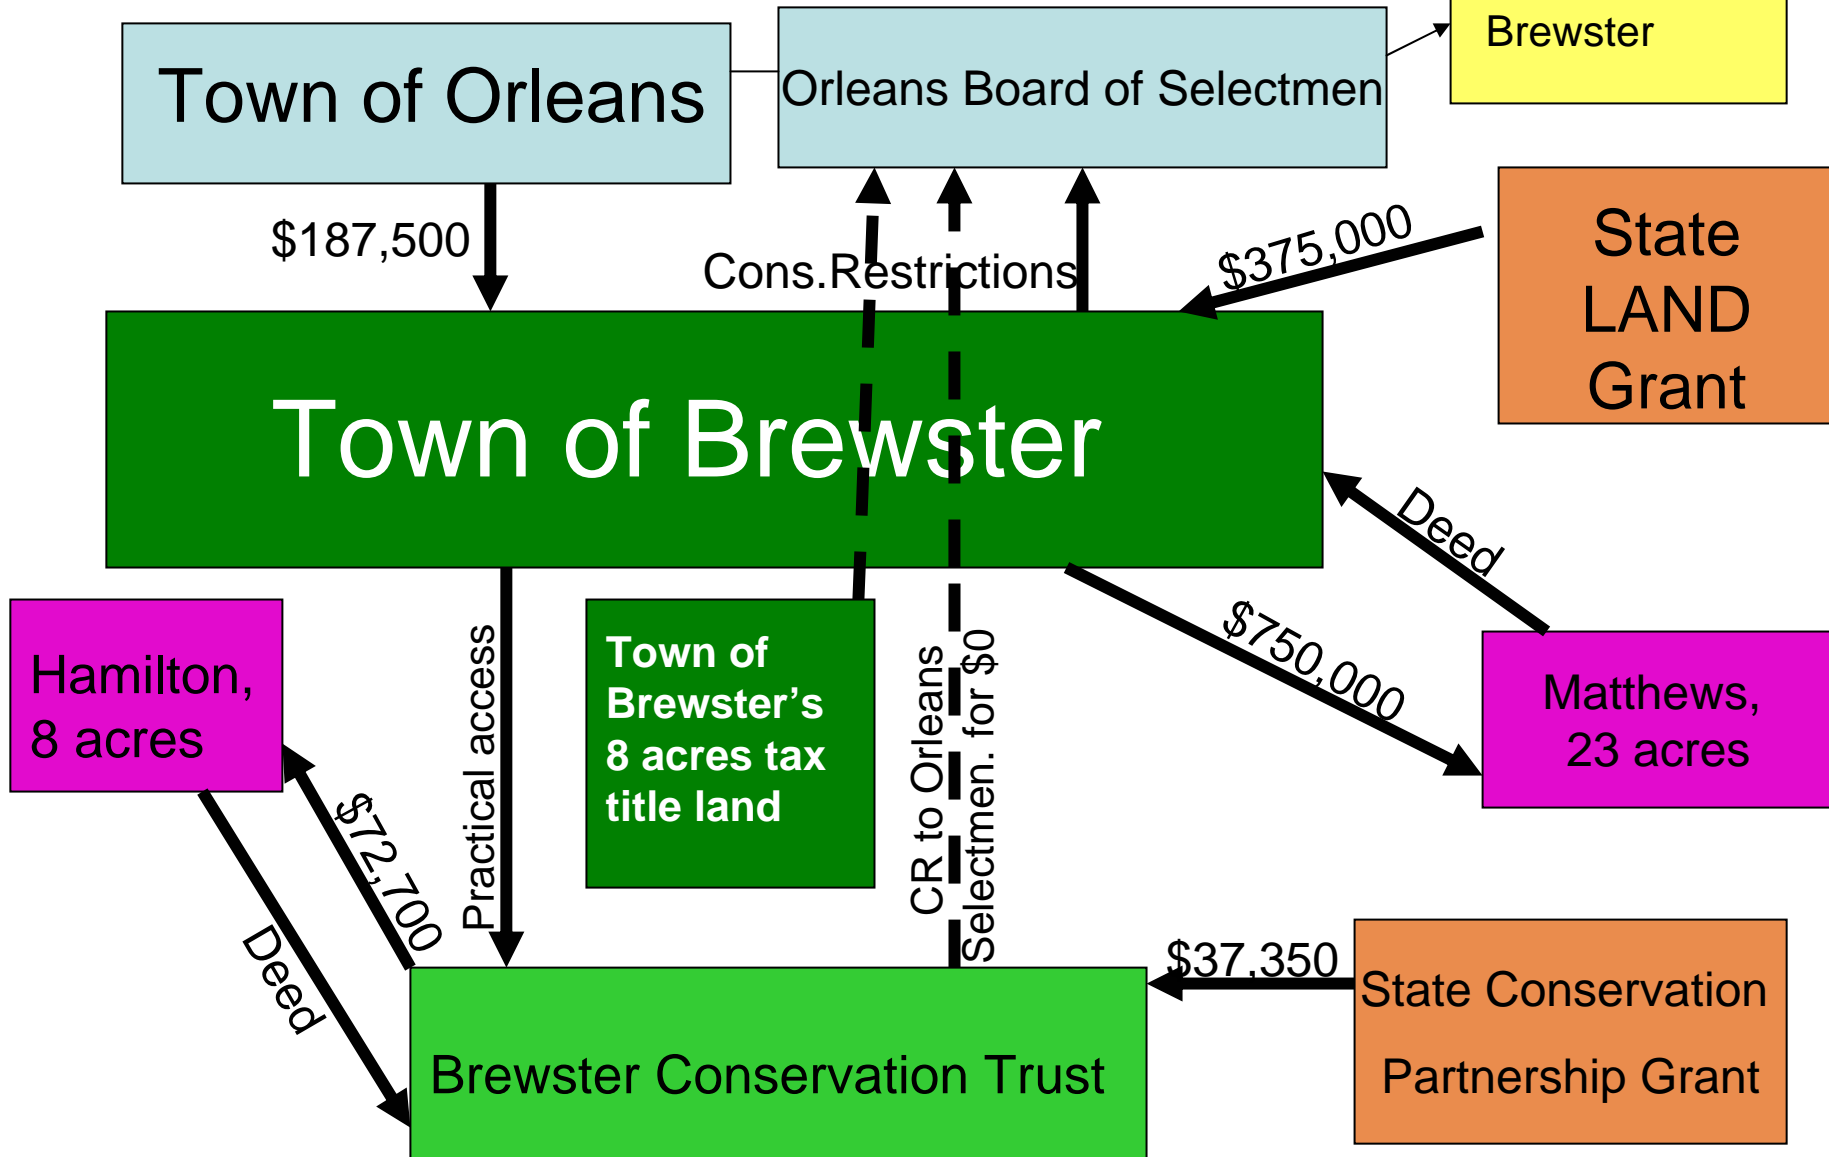 Brewster
Town of Orleans
Orleans Board of Selectmen
$187,500
Cons.Restrictions
$375,000
State
LAND
Grant
Town of Brewster
Deed
Hamilton,
8 acres
Practical access
Town of
Brewster’s
8 acres tax
title land
CR to Orleans
Selectmen. for $0
$750,000
Matthews,
23 acres
$72,700
Deed
$37,350
State Conservation
Partnership Grant
Brewster Conservation Trust